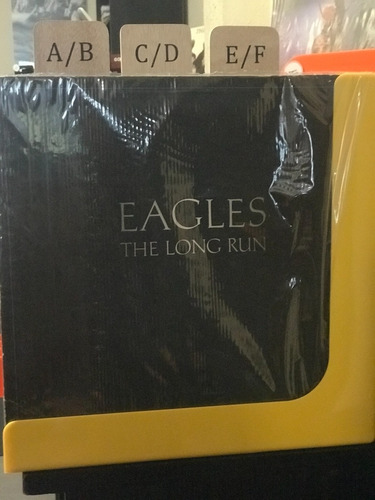 A/B C/D E/F
EAGLES
THE LONG RUN